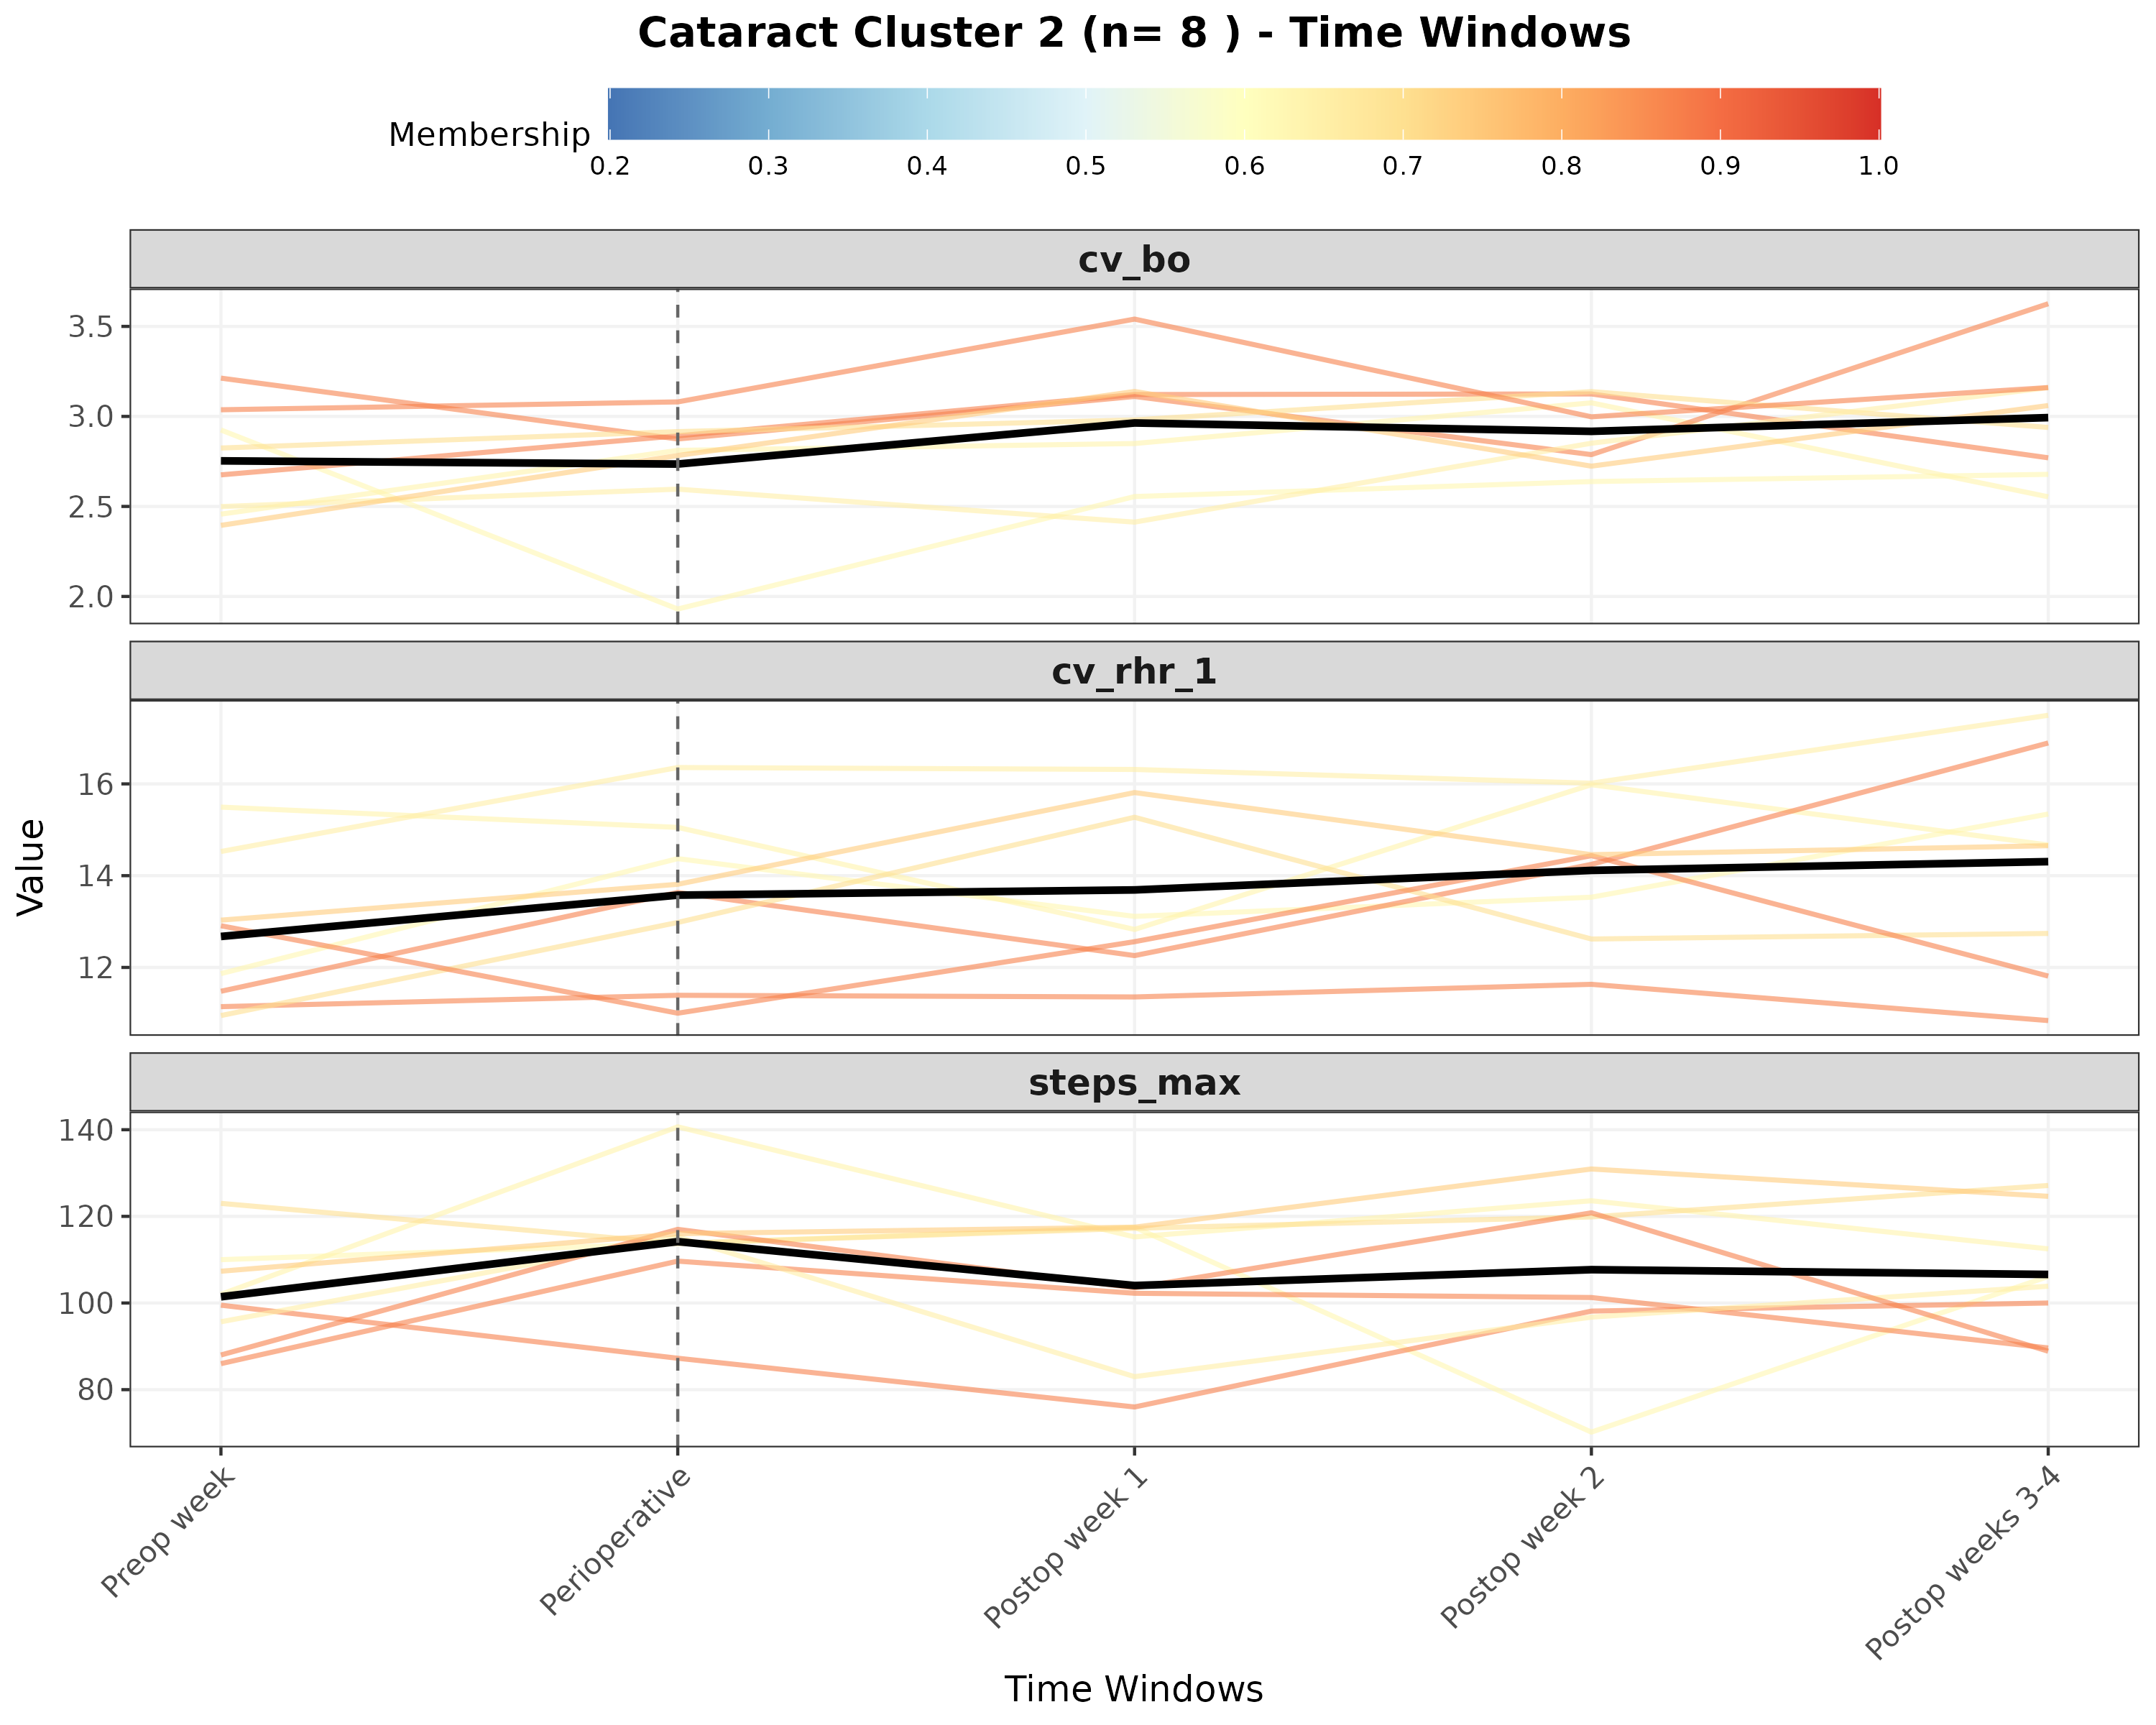 Cataract Cluster 2 (n= 8 ) - Time Windows
Membership
0.2 0.3 0.4 0.5 0.6 0.7 0.8 0.9 1.0
cv_bo
3.5
3.0
2.5
2.0
cv_rhr_1
16
14
12
Value
steps_max
140
120
100
80
Preop week
Perioperative
Postop week 1
Postop week 2
Postop weeks 3-4
Time Windows